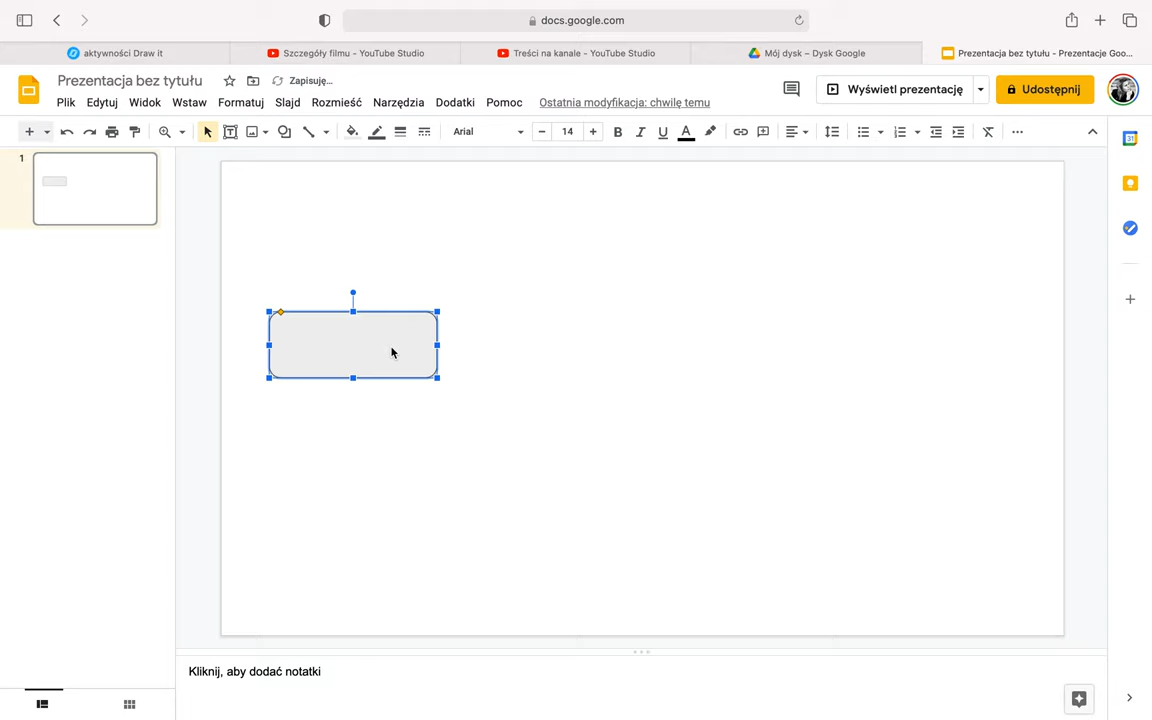 docs.google.com
aktywności Draw it
Szczegóły filmu - YouTube Studio
Treści na kanale - YouTube Studio
Mój dysk – Dysk Google
Prezentacja bez tytułu - Prezentacje Goo...
Prezentacja bez tytułu
Zapisuję...
Plik Edytuj Widok Wstaw Formatuj Slajd Rozmieść Narzędzia Dodatki Pomoc Ostatnia modyfikacja: chwilę temu
Wyświetl prezentację
Udostępnij
Arial
14
B I U A
31
1
Kliknij, aby dodać notatki